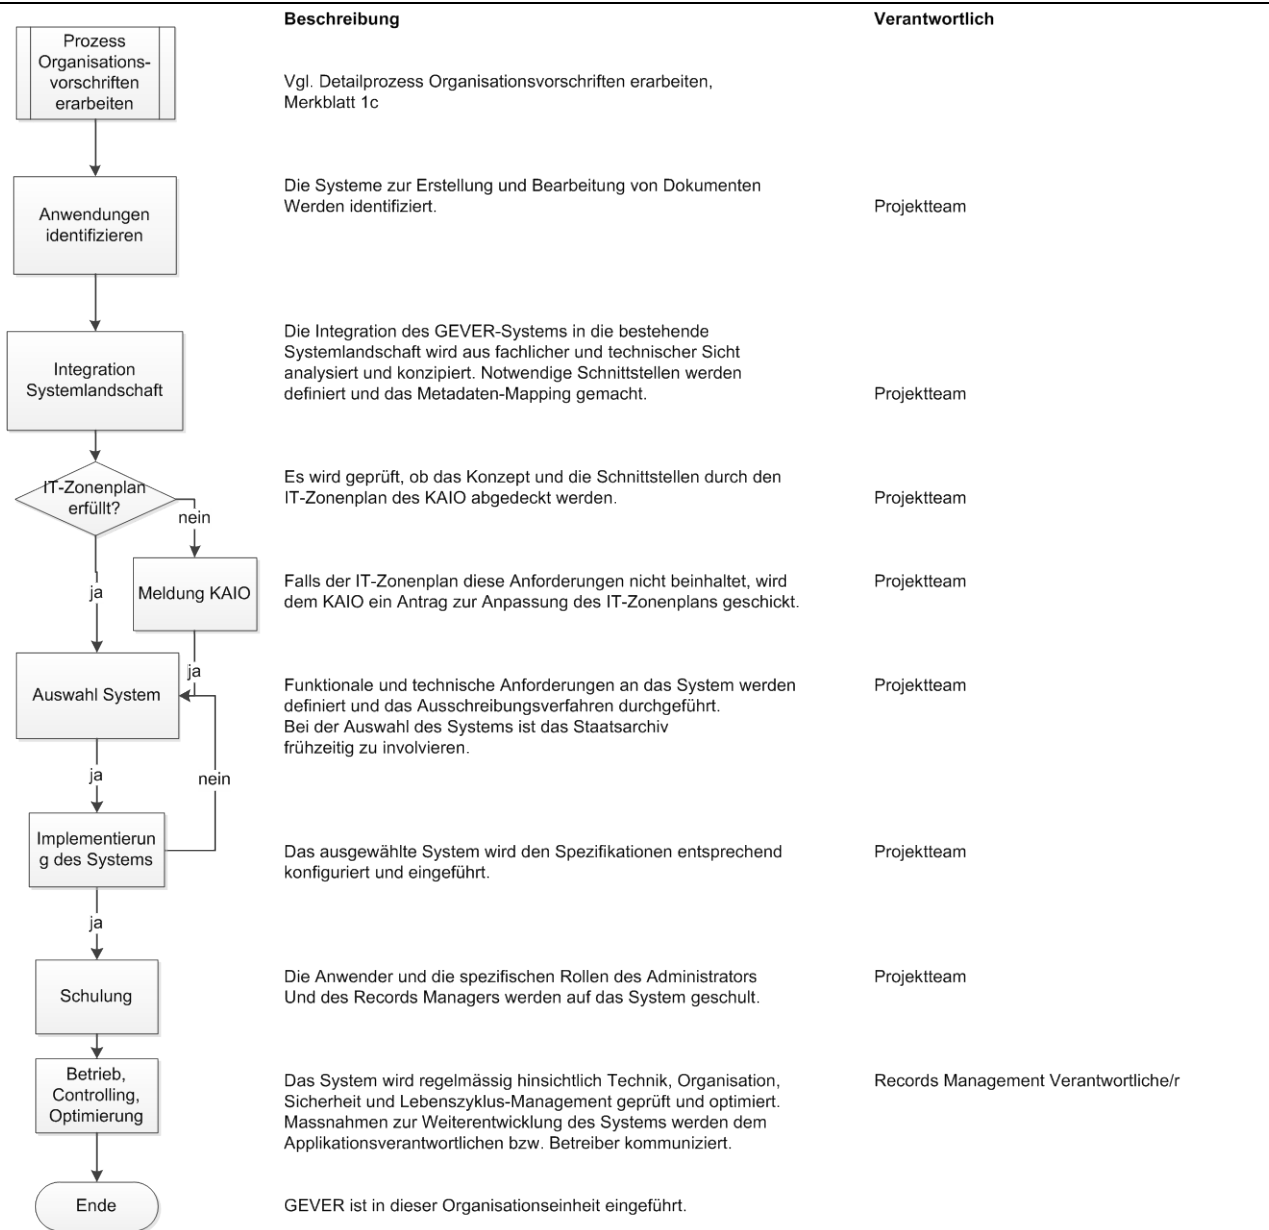 Beschreibung
Verantwortlich
Prozess
Organisations-
vorschriften
erarbeiten
Vgl. Detailprozess Organisationsvorschriften erarbeiten,
Merkblatt 1c
Anwendungen
identifizieren
Die Systeme zur Erstellung und Bearbeitung von Dokumenten
Werden identifiziert.
Projektteam
Integration
Systemlandschaft
Die Integration des GEVER-Systems in die bestehende
Systemlandschaft wird aus fachlicher und technischer Sicht
analysiert und konzipiert. Notwendige Schnittstellen werden
definiert und das Metadaten-Mapping gemacht.
Projektteam
IT-Zonenplan
erfüllt?
nein
Es wird geprüft, ob das Konzept und die Schnittstellen durch den
IT-Zonenplan des KAIO abgedeckt werden.
Projektteam
ja
Meldung KAIO
Falls der IT-Zonenplan diese Anforderungen nicht beinhaltet, wird
dem KAIO ein Antrag zur Anpassung des IT-Zonenplans geschickt.
Projektteam
ja
Auswahl System
Funktionale und technische Anforderungen an das System werden
definiert und das Ausschreibungsverfahren durchgeführt.
Bei der Auswahl des Systems ist das Staatsarchiv
frühzeitig zu involvieren.
Projektteam
ja
nein
Implementierun
g des Systems
Das ausgewählte System wird den Spezifikationen entsprechend
konfiguriert und eingeführt.
Projektteam
ja
Schulung
Die Anwender und die spezifischen Rollen des Administrators
Und des Records Managers werden auf das System geschult.
Projektteam
Betrieb,
Controlling,
Optimierung
Das System wird regelmässig hinsichtlich Technik, Organisation,
Sicherheit und Lebenszyklus-Management geprüft und optimiert.
Massnahmen zur Weiterentwicklung des Systems werden dem
Applikationsverantwortlichen bzw. Betreiber kommuniziert.
Records Management Verantwortliche/r
Ende
GEVER ist in dieser Organisationseinheit eingeführt.